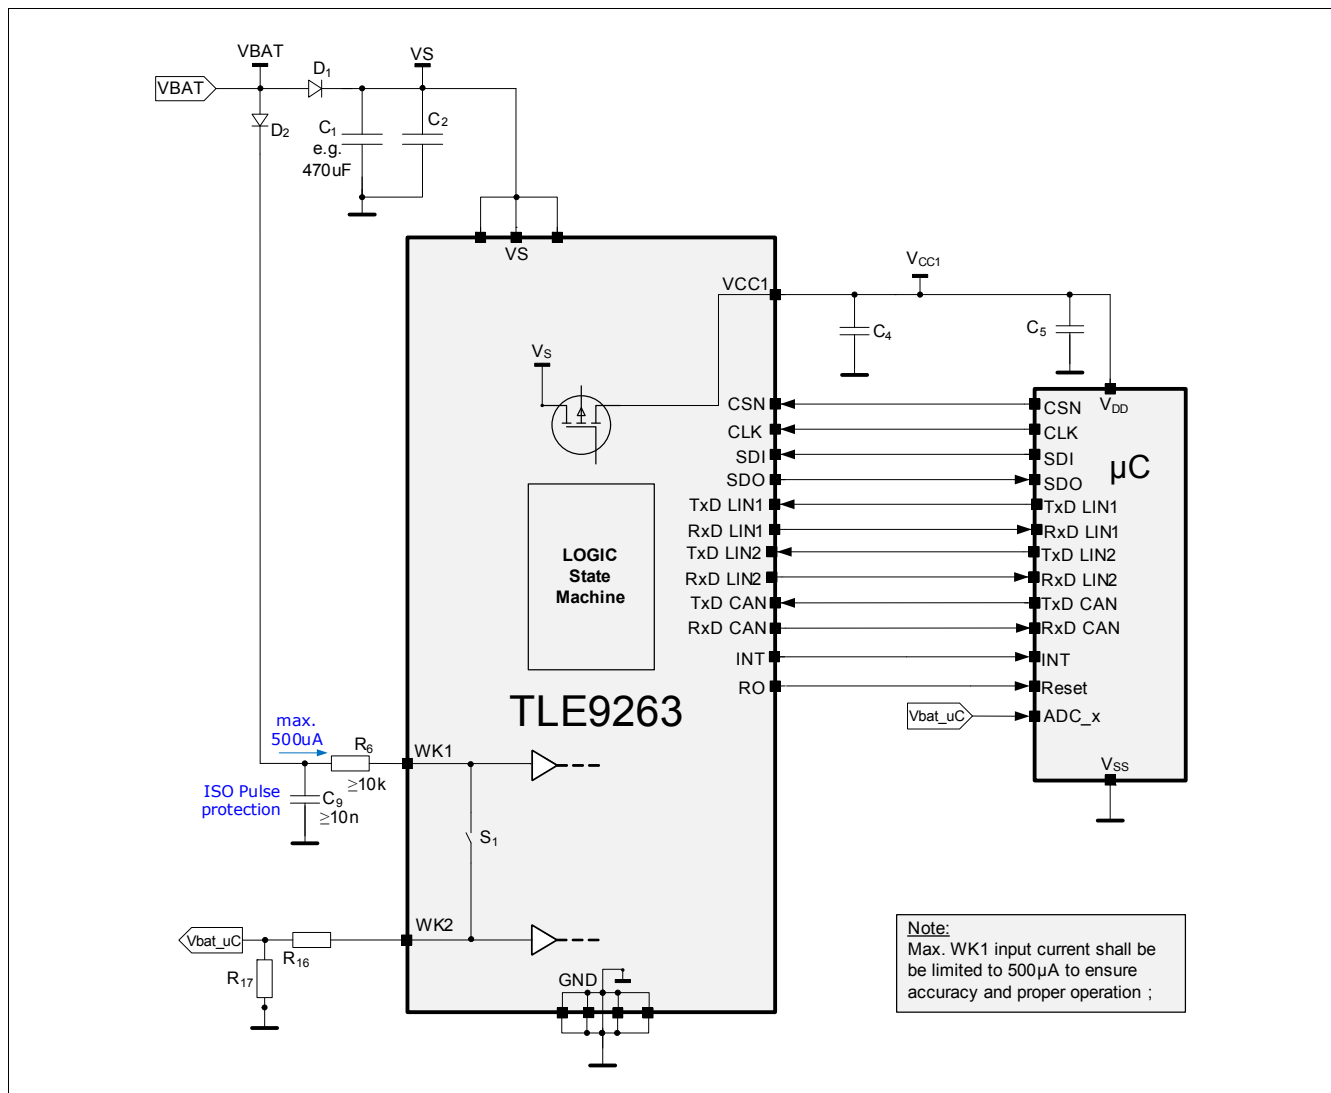 VBAT
VS
VBAT
D1
D2
C1
e.g.
470uF
C2
VS
VCC1
VCC1
C4
C5
VS
CSN
CLK
SDI
SDO
TxD LIN1
RxD LIN1
TxD LIN2
RxD LIN2
TxD CAN
RxD CAN
INT
RO
VDD
CSN
CLK
SDI
SDO
TxD LIN1
RxD LIN1
TxD LIN2
RxD LIN2
TxD CAN
RxD CAN
INT
Reset
ADC_x
µC
VSS
Vbat_uC
LOGIC
State
Machine
TLE9263
max.
500uA
R6
≥10k
WK1
ISO Pulse
protection
C9
≥10n
S1
WK2
Vbat_uC
R16
R17
GND
Note:
Max. WK1 input current shall be
be limited to 500µA to ensure
accuracy and proper operation ;